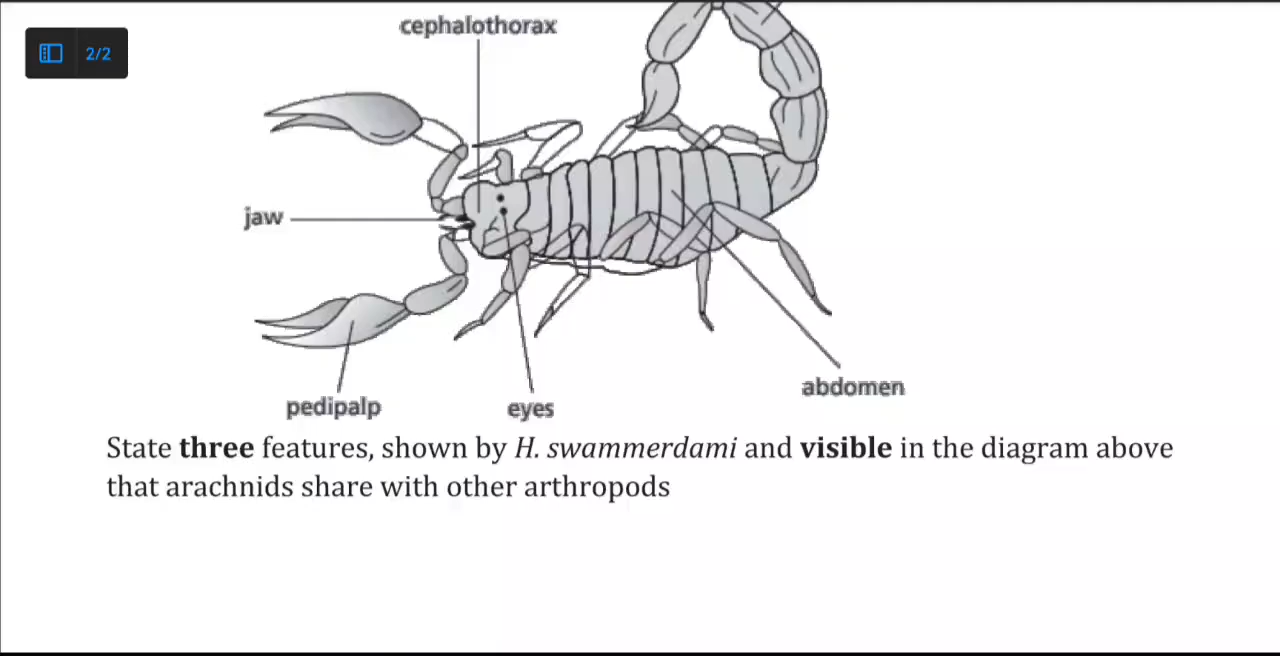 cephalothorax
2/2
jaw
abdomen
pedipalp
eyes
State three features, shown by H. swammerdami and visible in the diagram above
that arachnids share with other arthropods